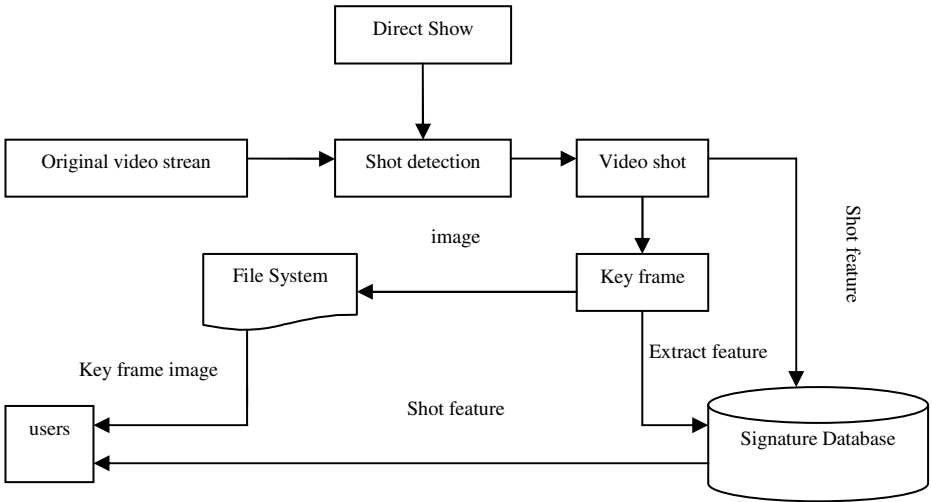 Direct Show
Original video strean
Shot detection
Video shot
Shot feature
image
File System
Key frame
Key frame image
Extract feature
users
Shot feature
Signature Database